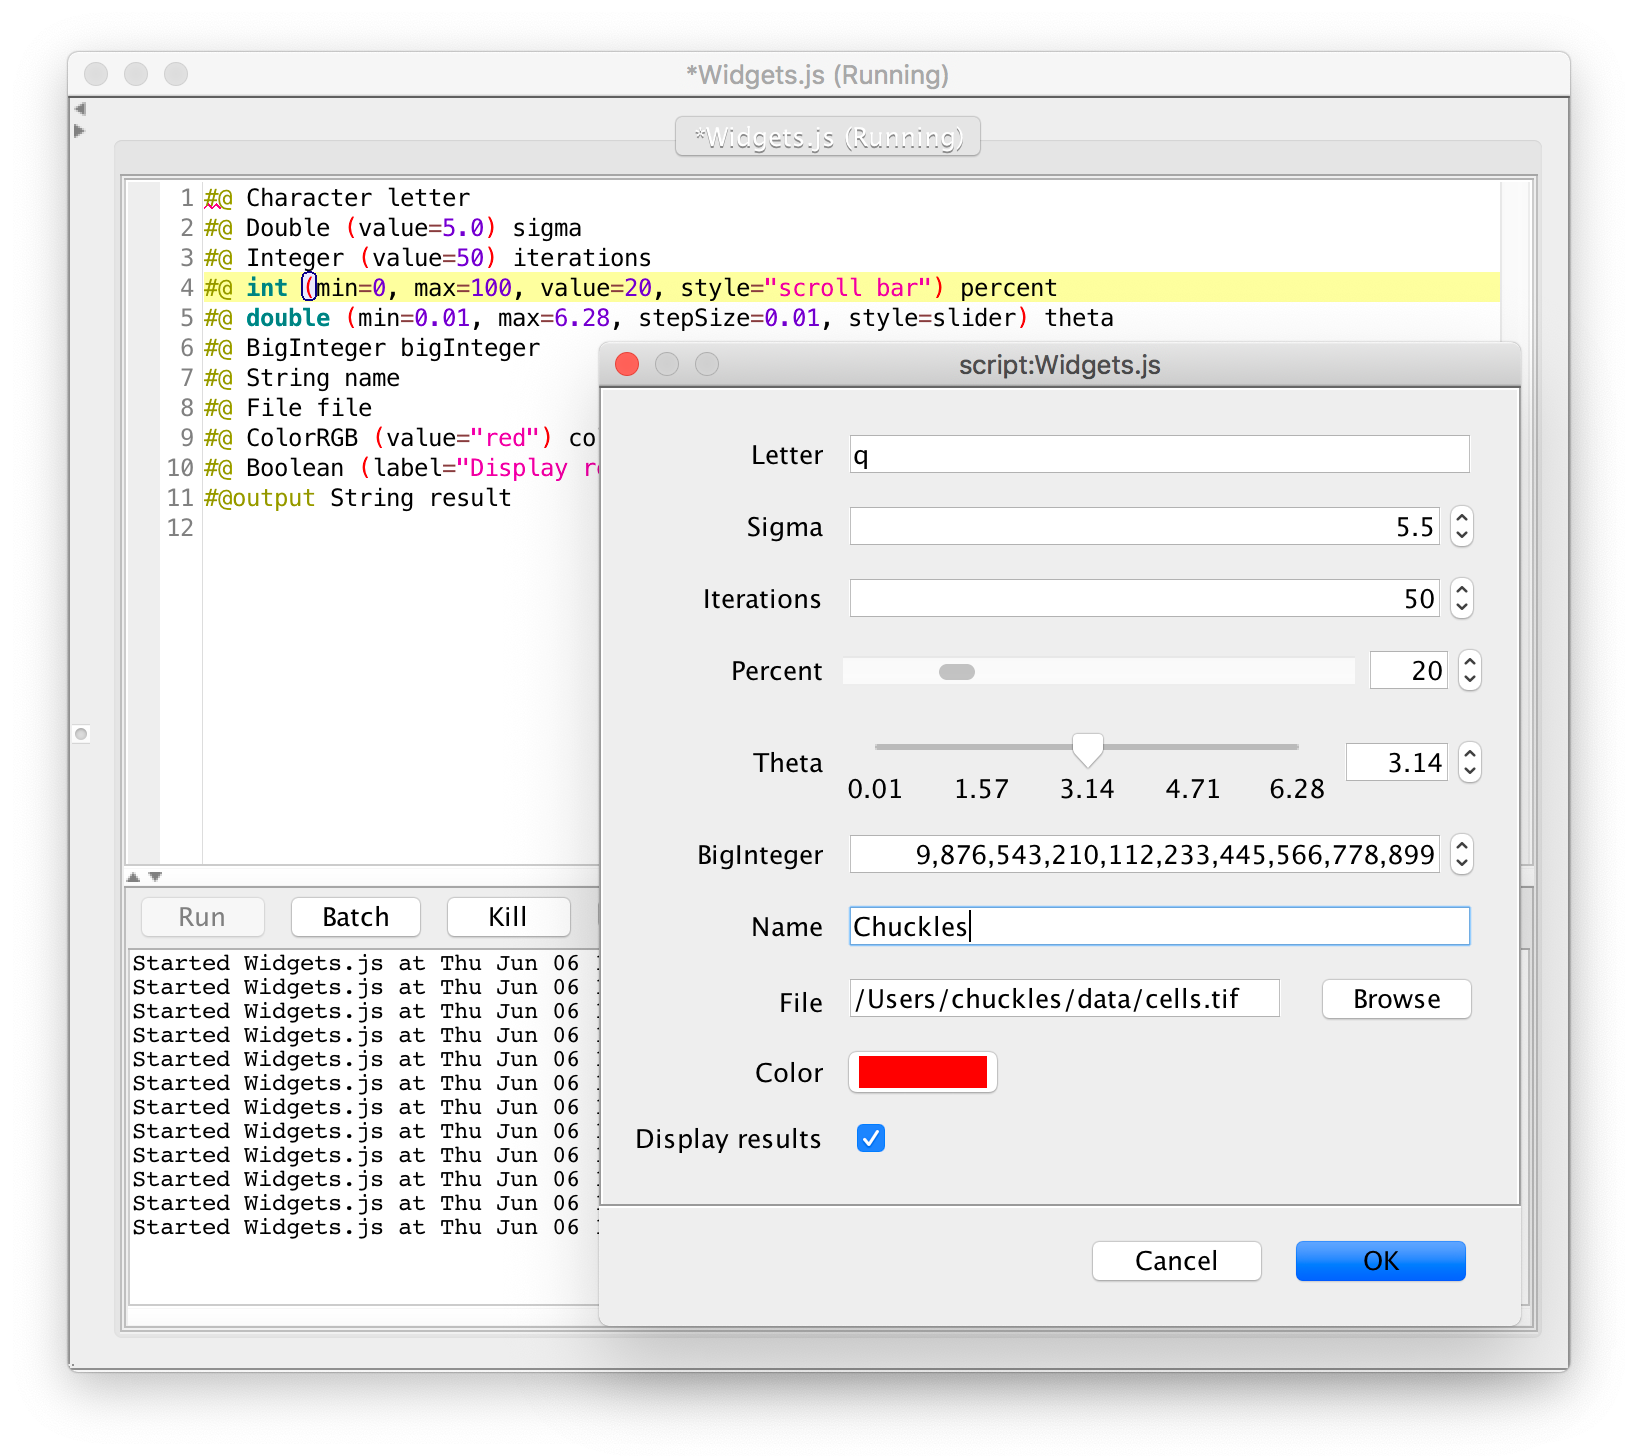 *Widgets.js (Running)
*Widgets.js (Running)
1 #@ Character letter
2 #@ Double (value=5.0) sigma
3 #@ Integer (value=50) iterations
4 #@ int (min=0, max=100, value=20, style="scroll bar") percent
5 #@ double (min=0.01, max=6.28, stepSize=0.01, style=slider) theta
6 #@ BigInteger bigInteger
7 #@ String name
8 #@ File file
9 #@ ColorRGB (value="red") co
10 #@ Boolean (label="Display re
11 #@output String result
12
Run Batch Kill
Started Widgets.js at Thu Jun 06
Started Widgets.js at Thu Jun 06
Started Widgets.js at Thu Jun 06
Started Widgets.js at Thu Jun 06
Started Widgets.js at Thu Jun 06
Started Widgets.js at Thu Jun 06
Started Widgets.js at Thu Jun 06
Started Widgets.js at Thu Jun 06
Started Widgets.js at Thu Jun 06
Started Widgets.js at Thu Jun 06
Started Widgets.js at Thu Jun 06
Started Widgets.js at Thu Jun 06
script:Widgets.js
Letter q
Sigma 5.5
Iterations 50
Percent 20
Theta 3.14
0.01 1.57 3.14 4.71 6.28
BigInteger 9,876,543,210,112,233,445,566,778,899
Name Chuckles
File /Users/chuckles/data/cells.tif Browse
Color
Display results
Cancel OK